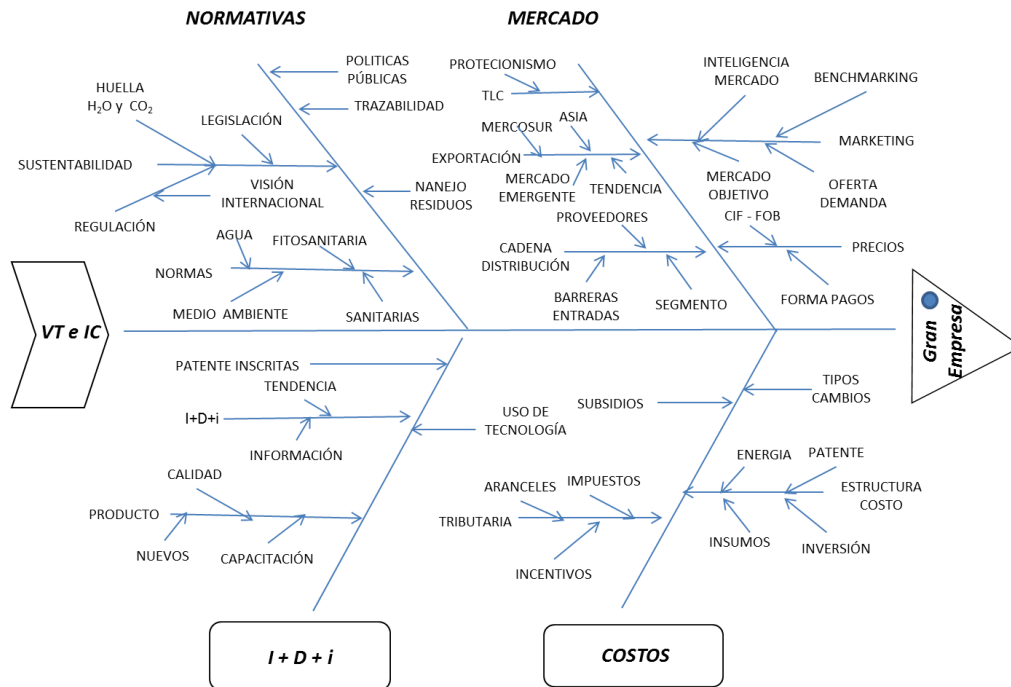 NORMATIVAS
MERCADO
POLITICAS
PÚBLICAS
TRAZABILIDAD
HUELLA
H₂O y CO₂
LEGISLACIÓN
SUSTENTABILIDAD
VISIÓN
INTERNACIONAL
REGULACIÓN
NANEJO
RESIDUOS
AGUA
FITOSANITARIA
NORMAS
MEDIO AMBIENTE
SANITARIAS
PROTECIONISMO
TLC
INTELIGENCIA
MERCADO
BENCHMARKING
MERCOSUR
ASIA
MARKETING
EXPORTACIÓN
MERCADO
EMERGENTE
TENDENCIA
MERCADO
OBJETIVO
OFERTA
DEMANDA
PROVEEDORES
CIF - FOB
CADENA
DISTRIBUCIÓN
PRECIOS
BARRERAS
ENTRADAS
SEGMENTO
FORMA PAGOS
VT e IC
Gran
Empresa
PATENTE INSCRITAS
TENDENCIA
I+D+i
INFORMACIÓN
USO DE
TECNOLOGÍA
CALIDAD
PRODUCTO
NUEVOS
CAPACITACIÓN
SUBSIDIOS
TIPOS
CAMBIOS
ENERGIA
PATENTE
ARANCELES
IMPUESTOS
ESTRUCTURA
COSTO
TRIBUTARIA
INSUMOS
INVERSIÓN
INCENTIVOS
I + D + i
COSTOS